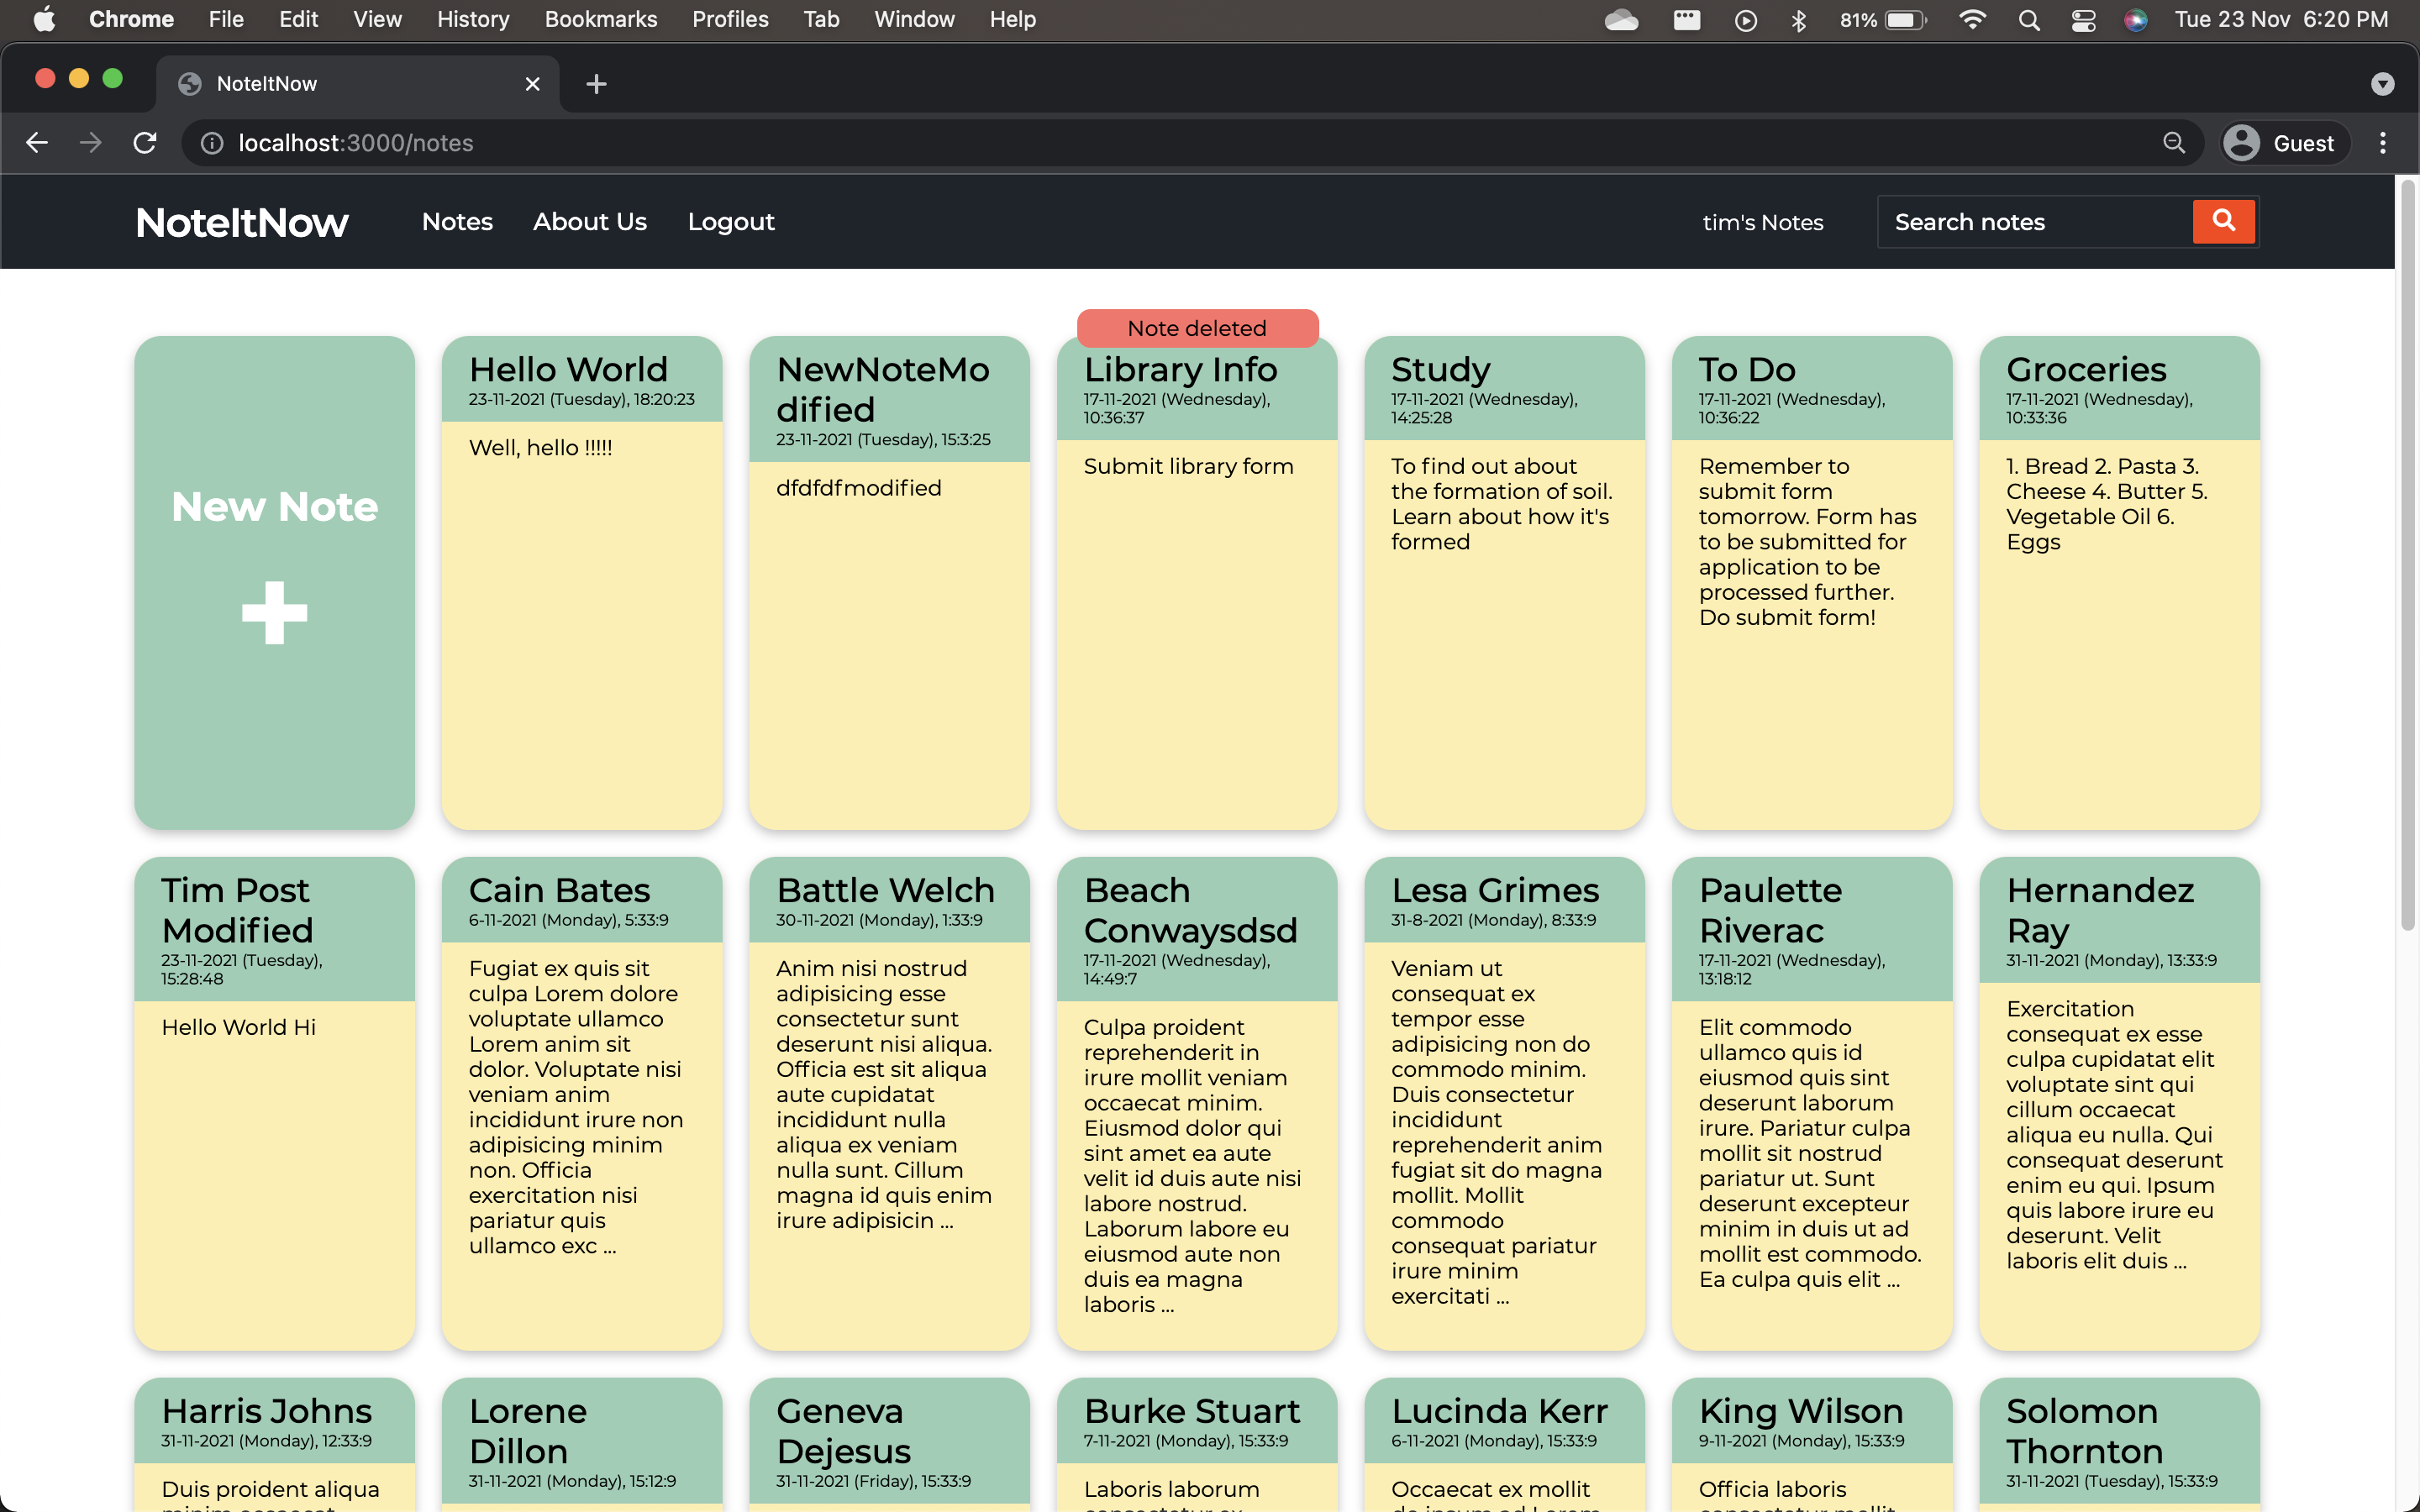 Chrome File Edit View History Bookmarks Profiles Tab Window Help 81% Tue 23 Nov 6:20 PM
NoteItNow
localhost:3000/notes Guest
NoteItNow Notes About Us Logout tim's Notes Search notes
Note deleted
New Note
Hello World
23-11-2021 (Tuesday), 18:20:23
Well, hello !!!!!
NewNoteMo
dified
23-11-2021 (Tuesday), 15:3:25
dfdfdfmodified
Library Info
17-11-2021 (Wednesday),
10:36:37
Submit library form
Study
17-11-2021 (Wednesday),
14:25:28
To find out about
the formation of soil.
Learn about how it's
formed
To Do
17-11-2021 (Wednesday),
10:36:22
Remember to
submit form
tomorrow. Form has
to be submitted for
application to be
processed further.
Do submit form!
Groceries
17-11-2021 (Wednesday),
10:33:36
1. Bread 2. Pasta 3.
Cheese 4. Butter 5.
Vegetable Oil 6.
Eggs
Tim Post
Modified
23-11-2021 (Tuesday),
15:28:48
Hello World Hi
Cain Bates
6-11-2021 (Monday), 5:33:9
Fugiat ex quis sit
culpa Lorem dolore
voluptate ullamco
Lorem anim sit
dolor. Voluptate nisi
veniam anim
incididunt irure non
adipisicing minim
non. Officia
exercitation nisi
pariatur quis
ullamco exc ...
Battle Welch
30-11-2021 (Monday), 1:33:9
Anim nisi nostrud
adipisicing esse
consectetur sunt
deserunt nisi aliqua.
Officia est sit aliqua
aute cupidatat
incididunt nulla
aliqua ex veniam
nulla sunt. Cillum
magna id quis enim
irure adipisicin ...
Beach
Conwaysdsd
17-11-2021 (Wednesday),
14:49:7
Culpa proident
reprehenderit in
irure mollit veniam
occaecat minim.
Eiusmod dolor qui
sint amet ea aute
velit id duis aute nisi
labore nostrud.
Laborum labore eu
eiusmod aute non
duis ea magna
laboris ...
Lesa Grimes
31-8-2021 (Monday), 8:33:9
Veniam ut
consequat ex
tempor esse
adipisicing non do
commodo minim.
Duis consectetur
incididunt
reprehenderit anim
fugiat sit do magna
mollit. Mollit
commodo
consequat pariatur
irure minim
exercitati ...
Paulette
Riverac
17-11-2021 (Wednesday),
13:18:12
Elit commodo
ullamco quis id
eiusmod quis sint
deserunt laborum
irure. Pariatur culpa
mollit sit nostrud
pariatur ut. Sunt
deserunt excepteur
minim in duis ut ad
mollit est commodo.
Ea culpa quis elit ...
Hernandez
Ray
31-11-2021 (Monday), 13:33:9
Exercitation
consequat ex esse
culpa cupidatat elit
voluptate sint qui
cillum occaecat
aliqua eu nulla. Qui
consequat deserunt
enim eu qui. Ipsum
quis labore irure eu
deserunt. Velit
laboris elit duis ...
Harris Johns
31-11-2021 (Monday), 12:33:9
Duis proident aliqua
Lorene
Dillon
31-11-2021 (Monday), 15:12:9
Geneva
Dejesus
31-11-2021 (Friday), 15:33:9
Burke Stuart
7-11-2021 (Monday), 15:33:9
Laboris laborum
Lucinda Kerr
6-11-2021 (Monday), 15:33:9
Occaecat ex mollit
King Wilson
9-11-2021 (Monday), 15:33:9
Officia laboris
Solomon
Thornton
31-11-2021 (Tuesday), 15:33:9